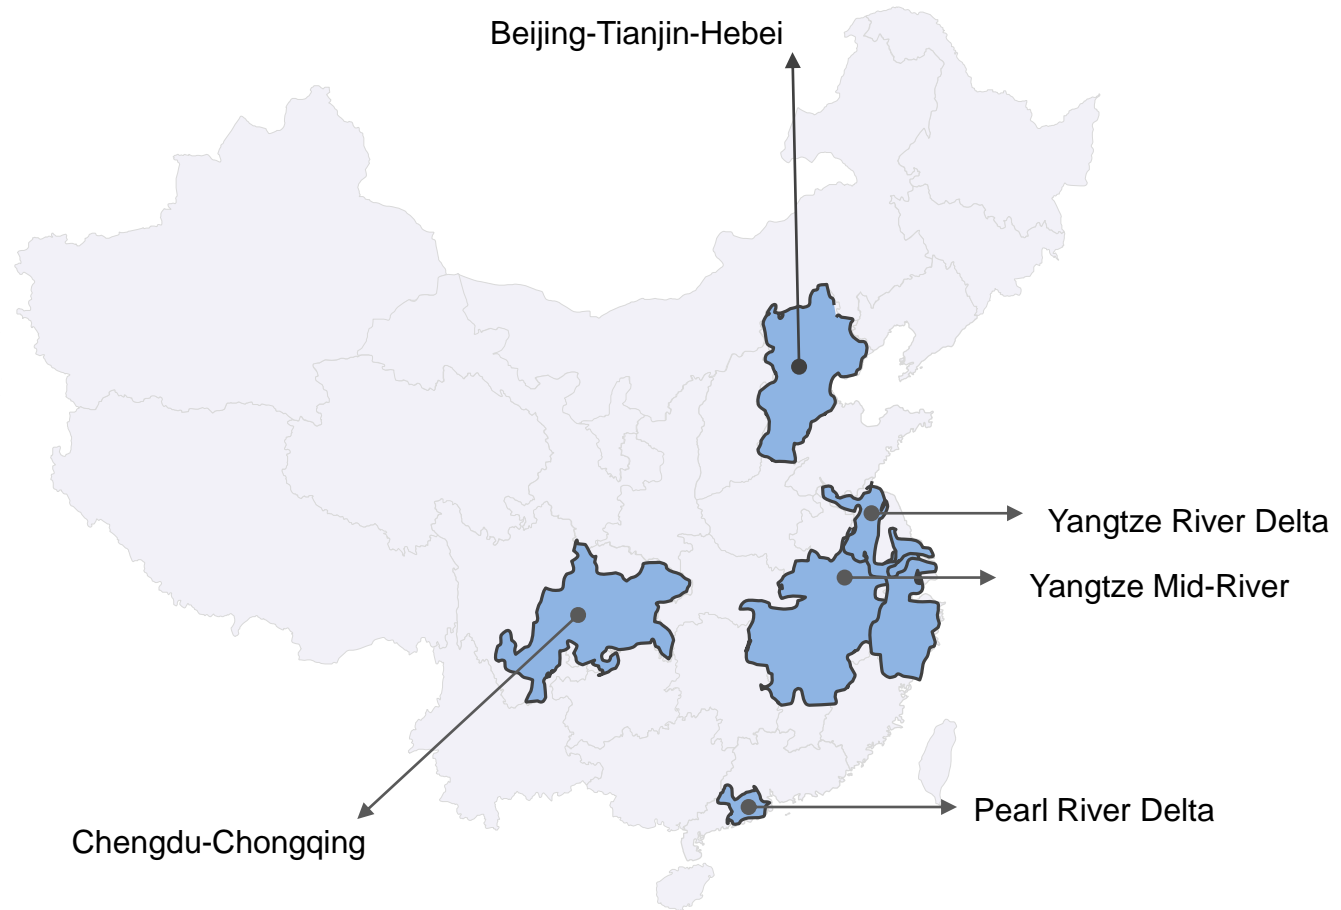 Beijing-Tianjin-Hebei
Yangtze River Delta
Yangtze Mid-River
Pearl River Delta
Chengdu-Chongqing